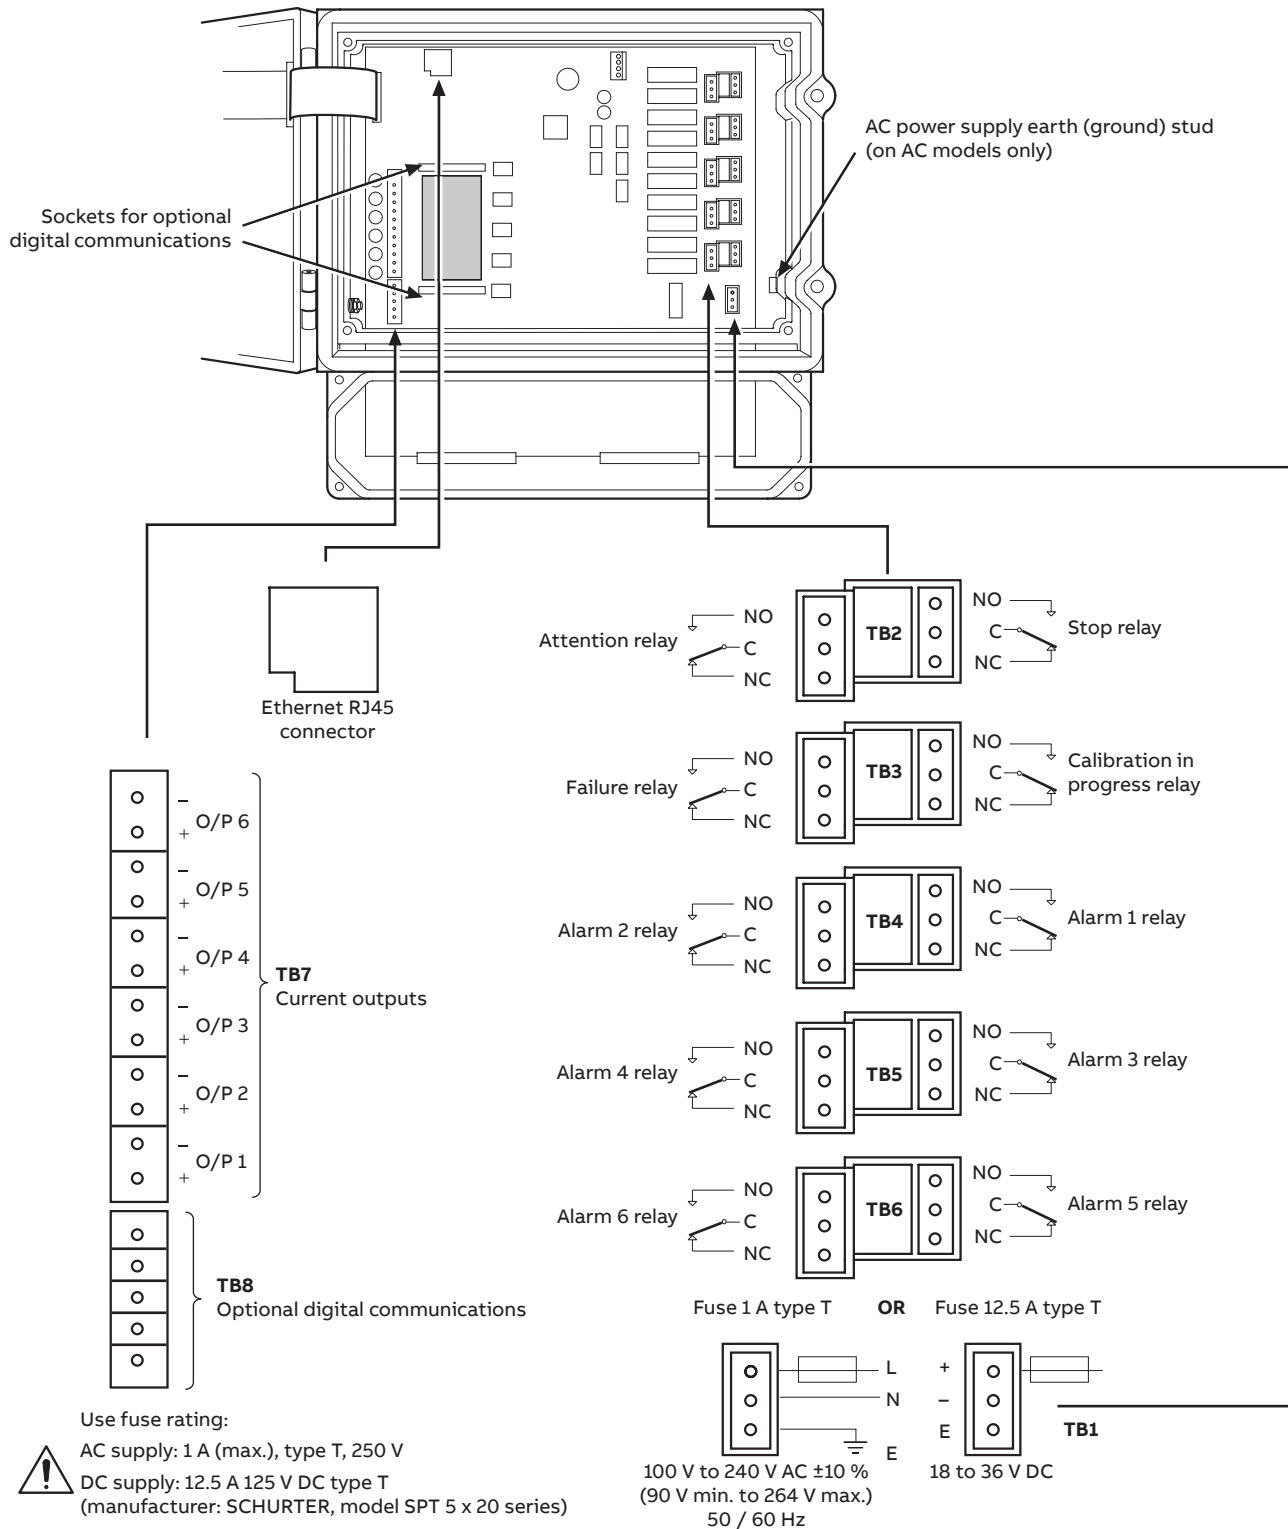 AC power supply earth (ground) stud
(on AC models only)
Sockets for optional
digital communications
Ethernet RJ45
connector
– O/P 6
+
– O/P 5
+
– O/P 4
+
– O/P 3
+
– O/P 2
+
– O/P 1
+
TB7
Current outputs
TB8
Optional digital communications
Attention relay
NO
C
NC
TB2
NO
C
NC
Stop relay
Failure relay
NO
C
NC
TB3
NO
C
NC
Calibration in
progress relay
Alarm 2 relay
NO
C
NC
TB4
NO
C
NC
Alarm 1 relay
Alarm 4 relay
NO
C
NC
TB5
NO
C
NC
Alarm 3 relay
Alarm 6 relay
NO
C
NC
TB6
NO
C
NC
Alarm 5 relay
Fuse 1 A type T OR Fuse 12.5 A type T
L
N
E
100 V to 240 V AC ±10 %
(90 V min. to 264 V max.)
50 / 60 Hz
+
–
E
TB1
18 to 36 V DC
Use fuse rating:
AC supply: 1 A (max.), type T, 250 V
DC supply: 12.5 A 125 V DC type T
(manufacturer: SCHURTER, model SPT 5 x 20 series)